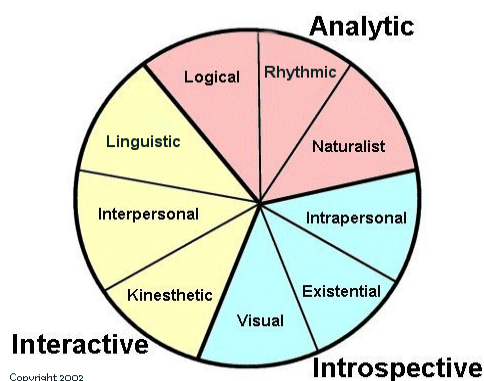 Analytic
Logical
Rhythmic
Naturalist
Linguistic
Interpersonal
Intrapersonal
Kinesthetic
Existential
Visual
Interactive
Introspective
Copyright 2002